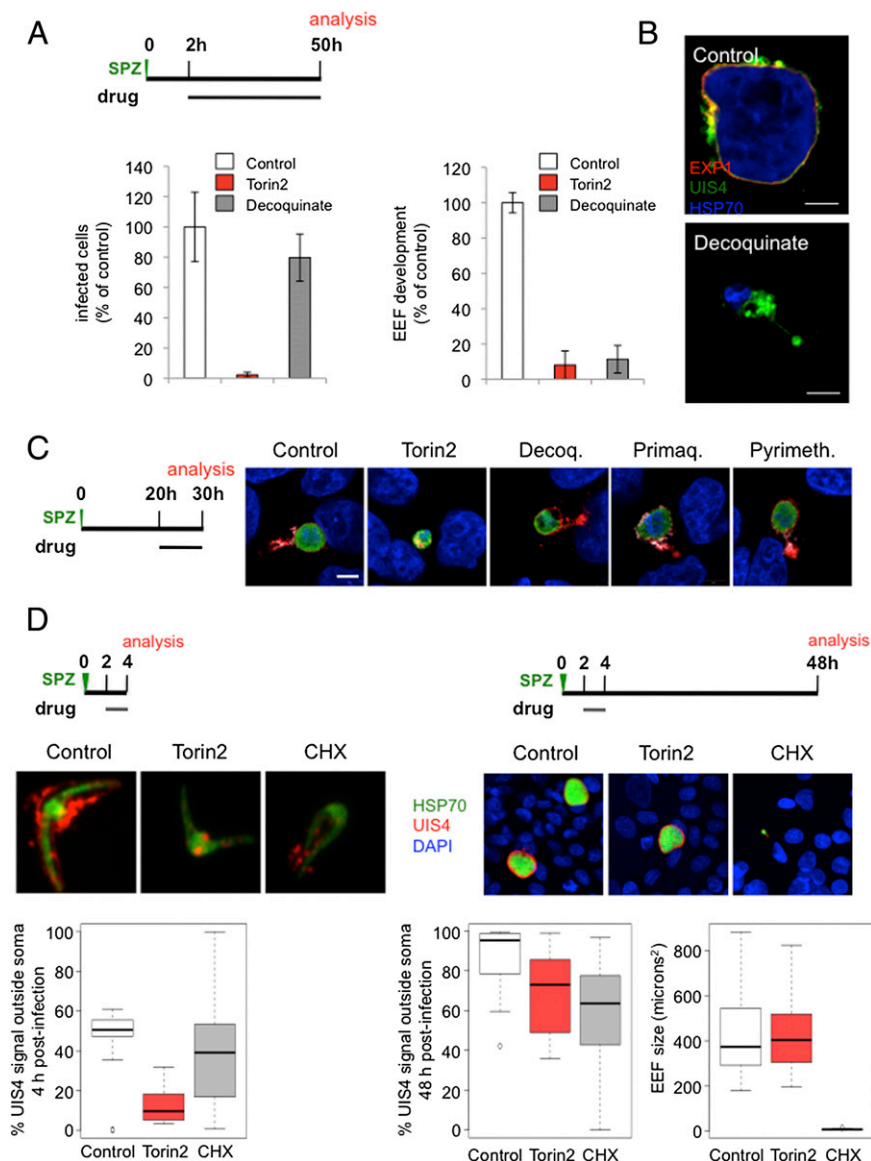 A
analysis
0 2h 50h
SPZ
drug
140
120
100
80
60
40
20
0
infected cells
(% of control)
Control
Torin2
Decoquinate
120
100
80
60
40
20
0
EEF development
(% of control)
Control
Torin2
Decoquinate
B
Control
EXP1
UIS4
HSP70
Decoquinate
C
analysis
0 20h 30h
SPZ
drug
Control Torin2 Decoq. Primaq. Pyrimeth.
D
analysis
0 2 4
SPZ
drug
Control Torin2 CHX
% UIS4 signal outside soma
4 h post-infection
100
80
60
40
20
0
Control Torin2 CHX
analysis
0 2 4 48h
SPZ
drug
Control Torin2 CHX
HSP70
UIS4
DAPI
% UIS4 signal outside soma
48 h post-infection
100
80
60
40
20
0
Control Torin2 CHX
EEF size (microns²)
800
600
400
200
0
Control Torin2 CHX